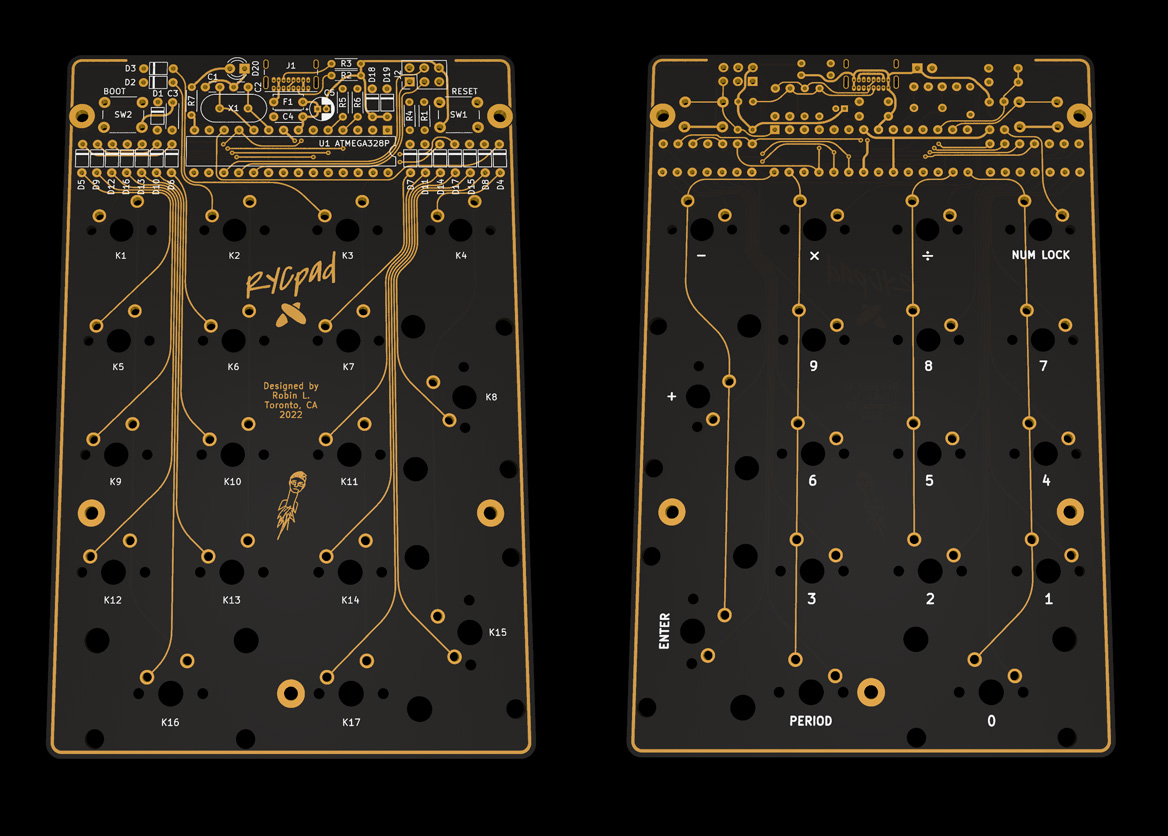 D3
D2
C1
D20
J1
R3
R2
D18
D19
J2
BOOT
D1
C3
R7
C2
F1
C5
R5
R6
RESET
SW2
X1
C4
R4
R1
SW1
U1 ATMEGA328P
D5
D9
D12
D16
D13
D10
D6
D7
D11
D14
D17
D15
D8
D4
K1
K2
K3
K4
RYCpad
K5
K6
K7
K8
Designed by
Robin L.
Toronto, CA
2022
K9
K10
K11
K12
K13
K14
K15
K16
K17
−
×
÷
NUM LOCK
9
8
7
+
6
5
4
3
2
1
ENTER
PERIOD
0